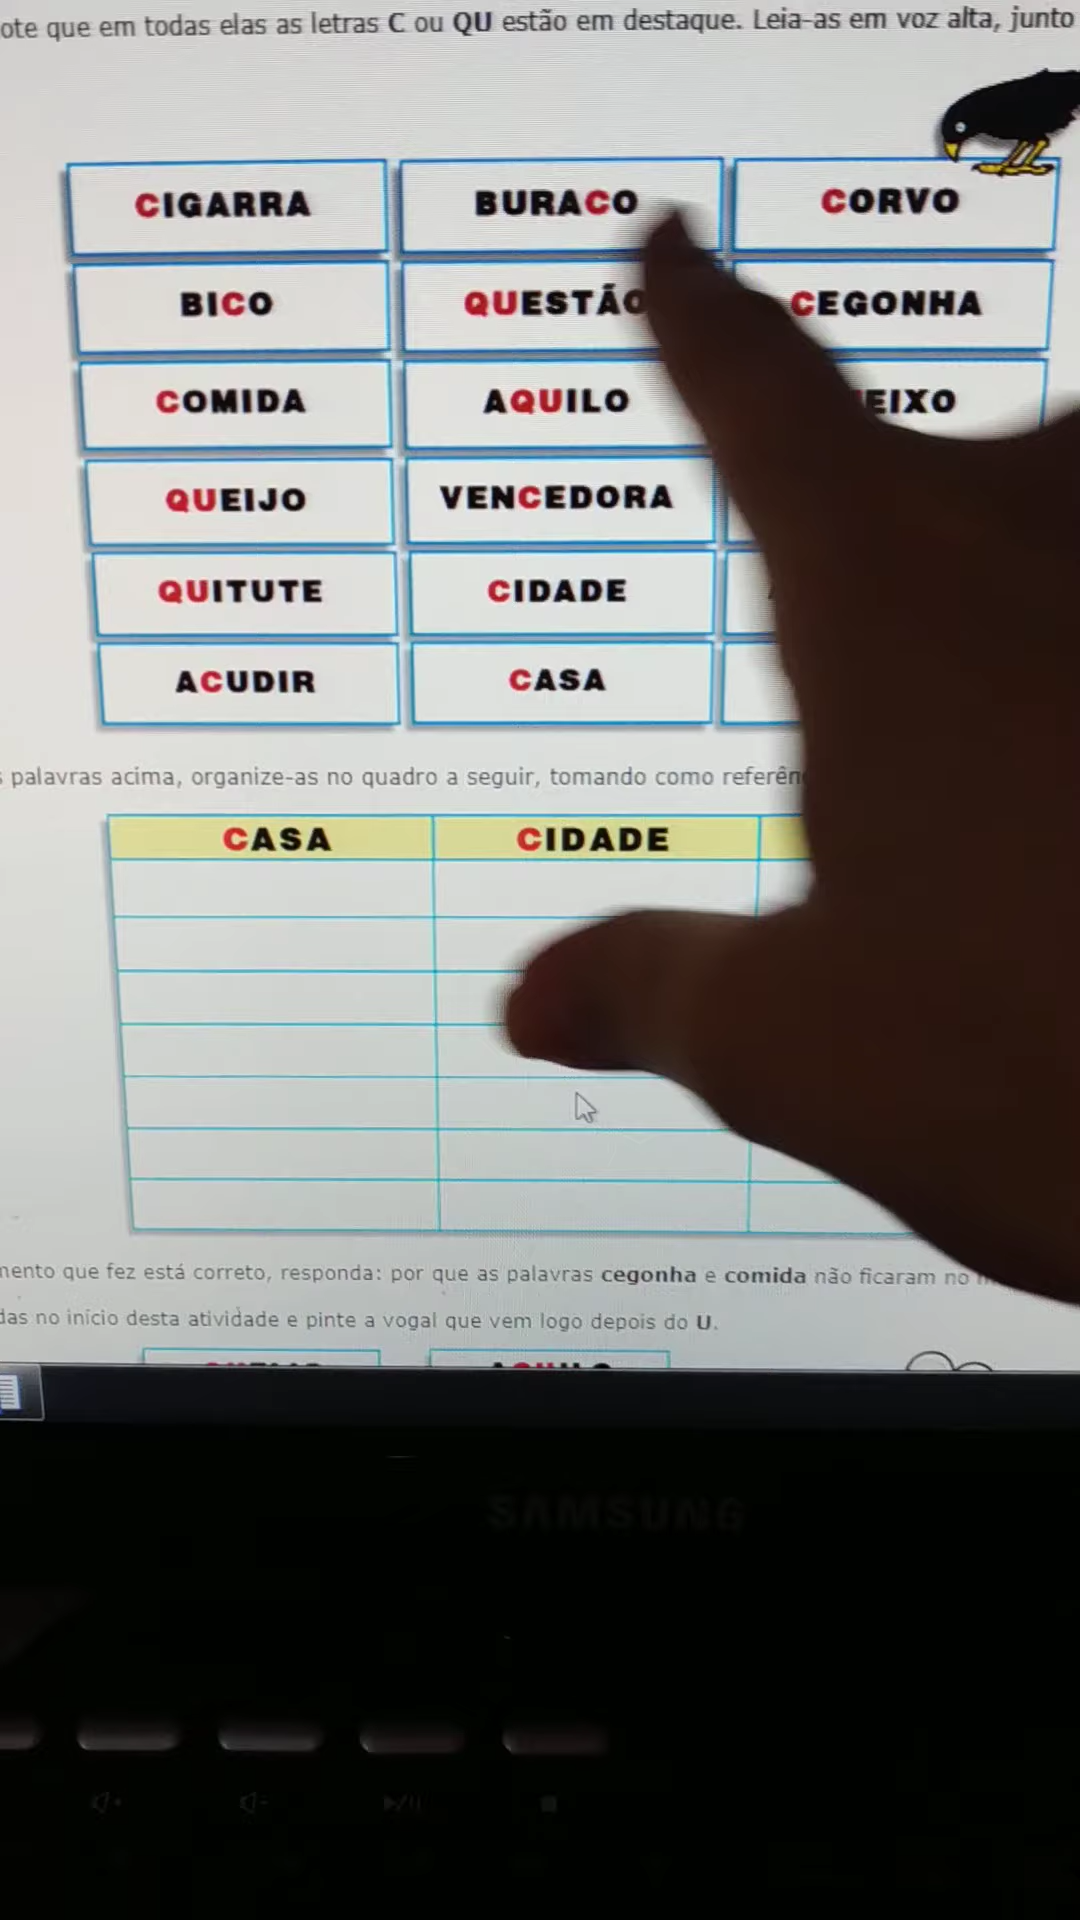 ote que em todas elas as letras C ou QU estão em destaque. Leia-as em voz alta, junto
CIGARRA BURACO CORVO
BICO QUESTÃO CEGONHA
COMIDA AQUILO EIXO
QUEIJO VENCEDORA
QUITUTE CIDADE
ACUDIR CASA
s palavras acima, organize-as no quadro a seguir, tomando como referên
CASA CIDADE
mento que fez está correto, responda: por que as palavras cegonha e comida não ficaram no
das no início desta atividade e pinte a vogal que vem logo depois do U.
SAMSUNG